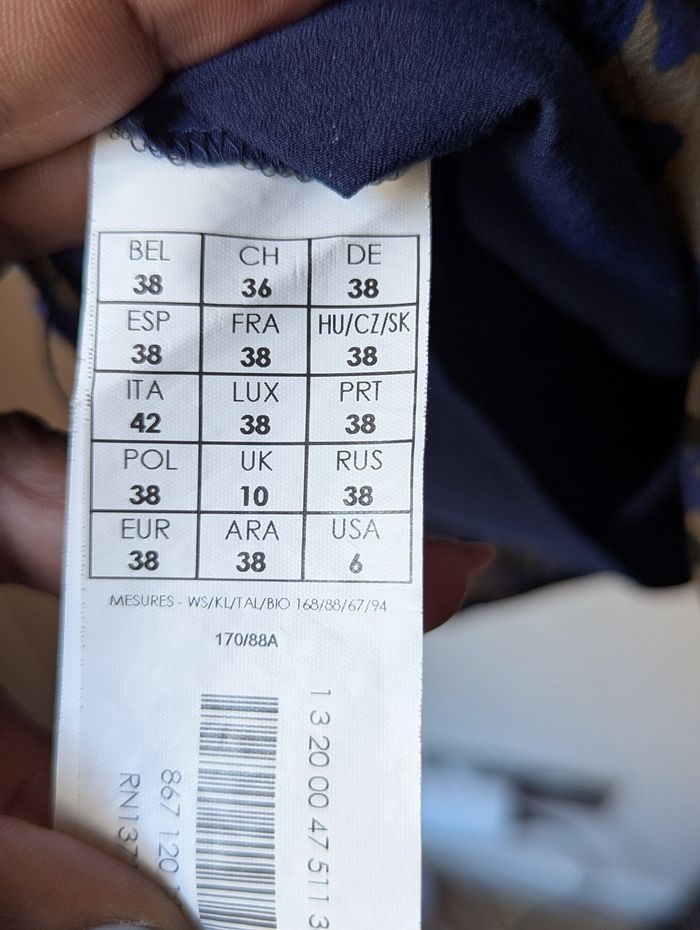 BEL CH DE
38 36 38
ESP FRA HU/CZ/SK
38 38 38
ITA LUX PRT
42 38 38
POL UK RUS
38 10 38
EUR ARA USA
38 38 6
MESURES - WS/KL/TAL/BIO 168/88/67/94
170/88A
1 3 20 00 47 511 3
867 120